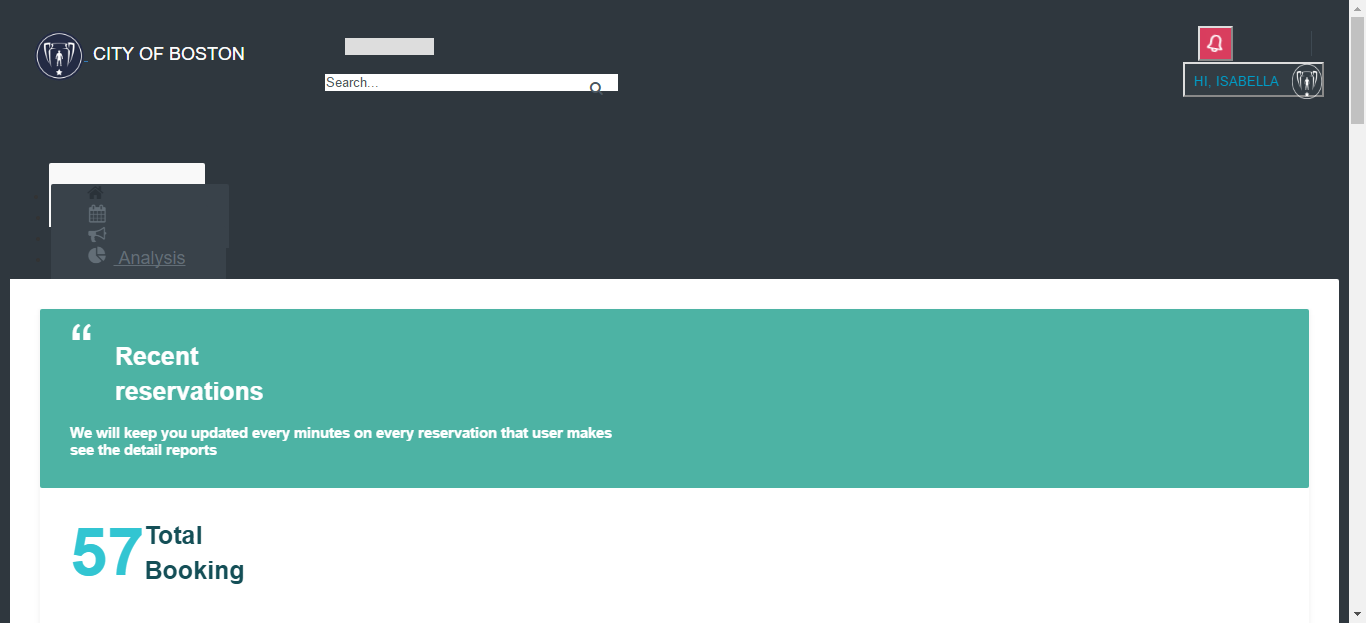 CITY OF BOSTON
Search...
HI, ISABELLA
Analysis
“
Recent
reservations
We will keep you updated every minutes on every reservation that user makes
see the detail reports
57
Total
Booking